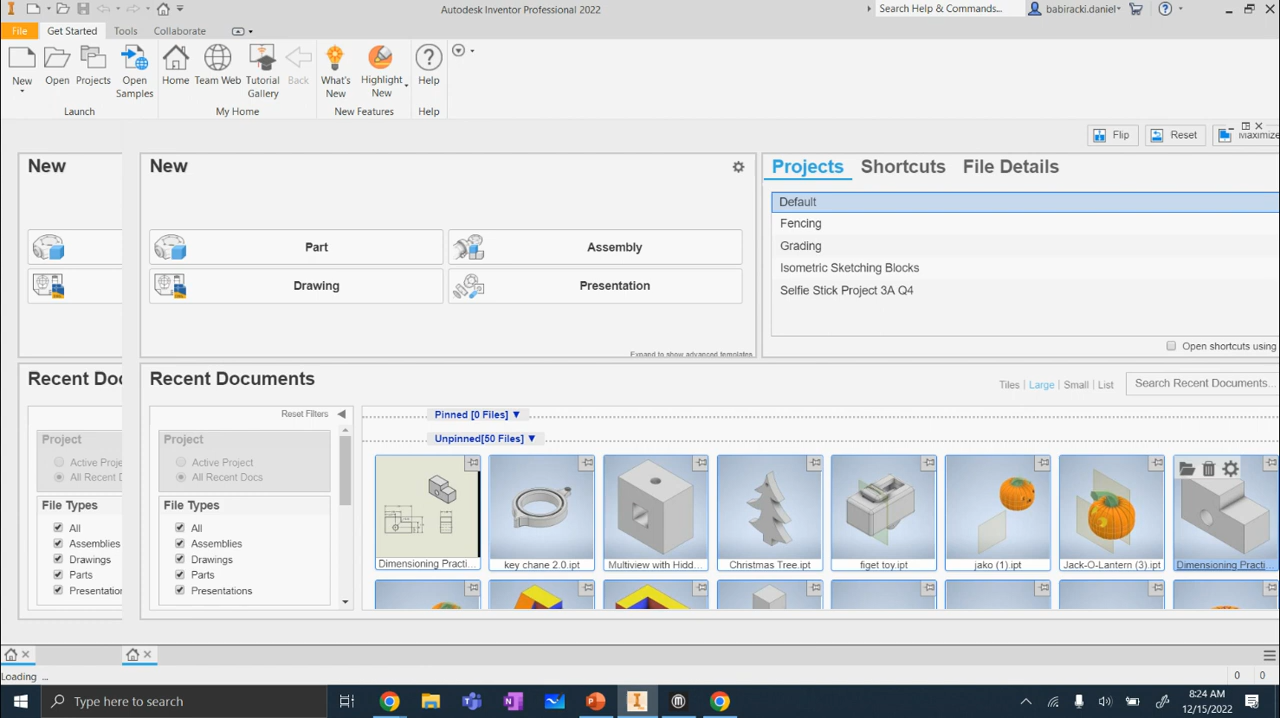 Autodesk Inventor Professional 2022
Search Help & Commands...
babiracki.daniel
File
Get Started
Tools
Collaborate
New
Open
Projects
Open Samples
Home
Team Web
Tutorial Gallery
Back
What's New
Highlight New
Help
Launch
My Home
New Features
Help
Flip
Reset
Maximize
New
New
Projects
Shortcuts
File Details
Default
Fencing
Grading
Isometric Sketching Blocks
Selfie Stick Project 3A Q4
Part
Assembly
Drawing
Presentation
Expand to show advanced templates
Open shortcuts using
Recent Doc
Recent Documents
Tiles | Large | Small | List
Search Recent Documents...
Reset Filters
Pinned [0 Files]
Unpinned[50 Files]
Project
Active Proje
All Recent Docs
File Types
All
Assemblies
Drawings
Parts
Presentation
Project
Active Project
All Recent Docs
File Types
All
Assemblies
Drawings
Parts
Presentations
Dimensioning Practi...
key chane 2.0.ipt
Multiview with Hidd...
Christmas Tree.ipt
figet toy.ipt
jako (1).ipt
Jack-O-Lantern (3).ipt
Dimensioning Practi...
Loading ...
0 0
Type here to search
8:24 AM
12/15/2022